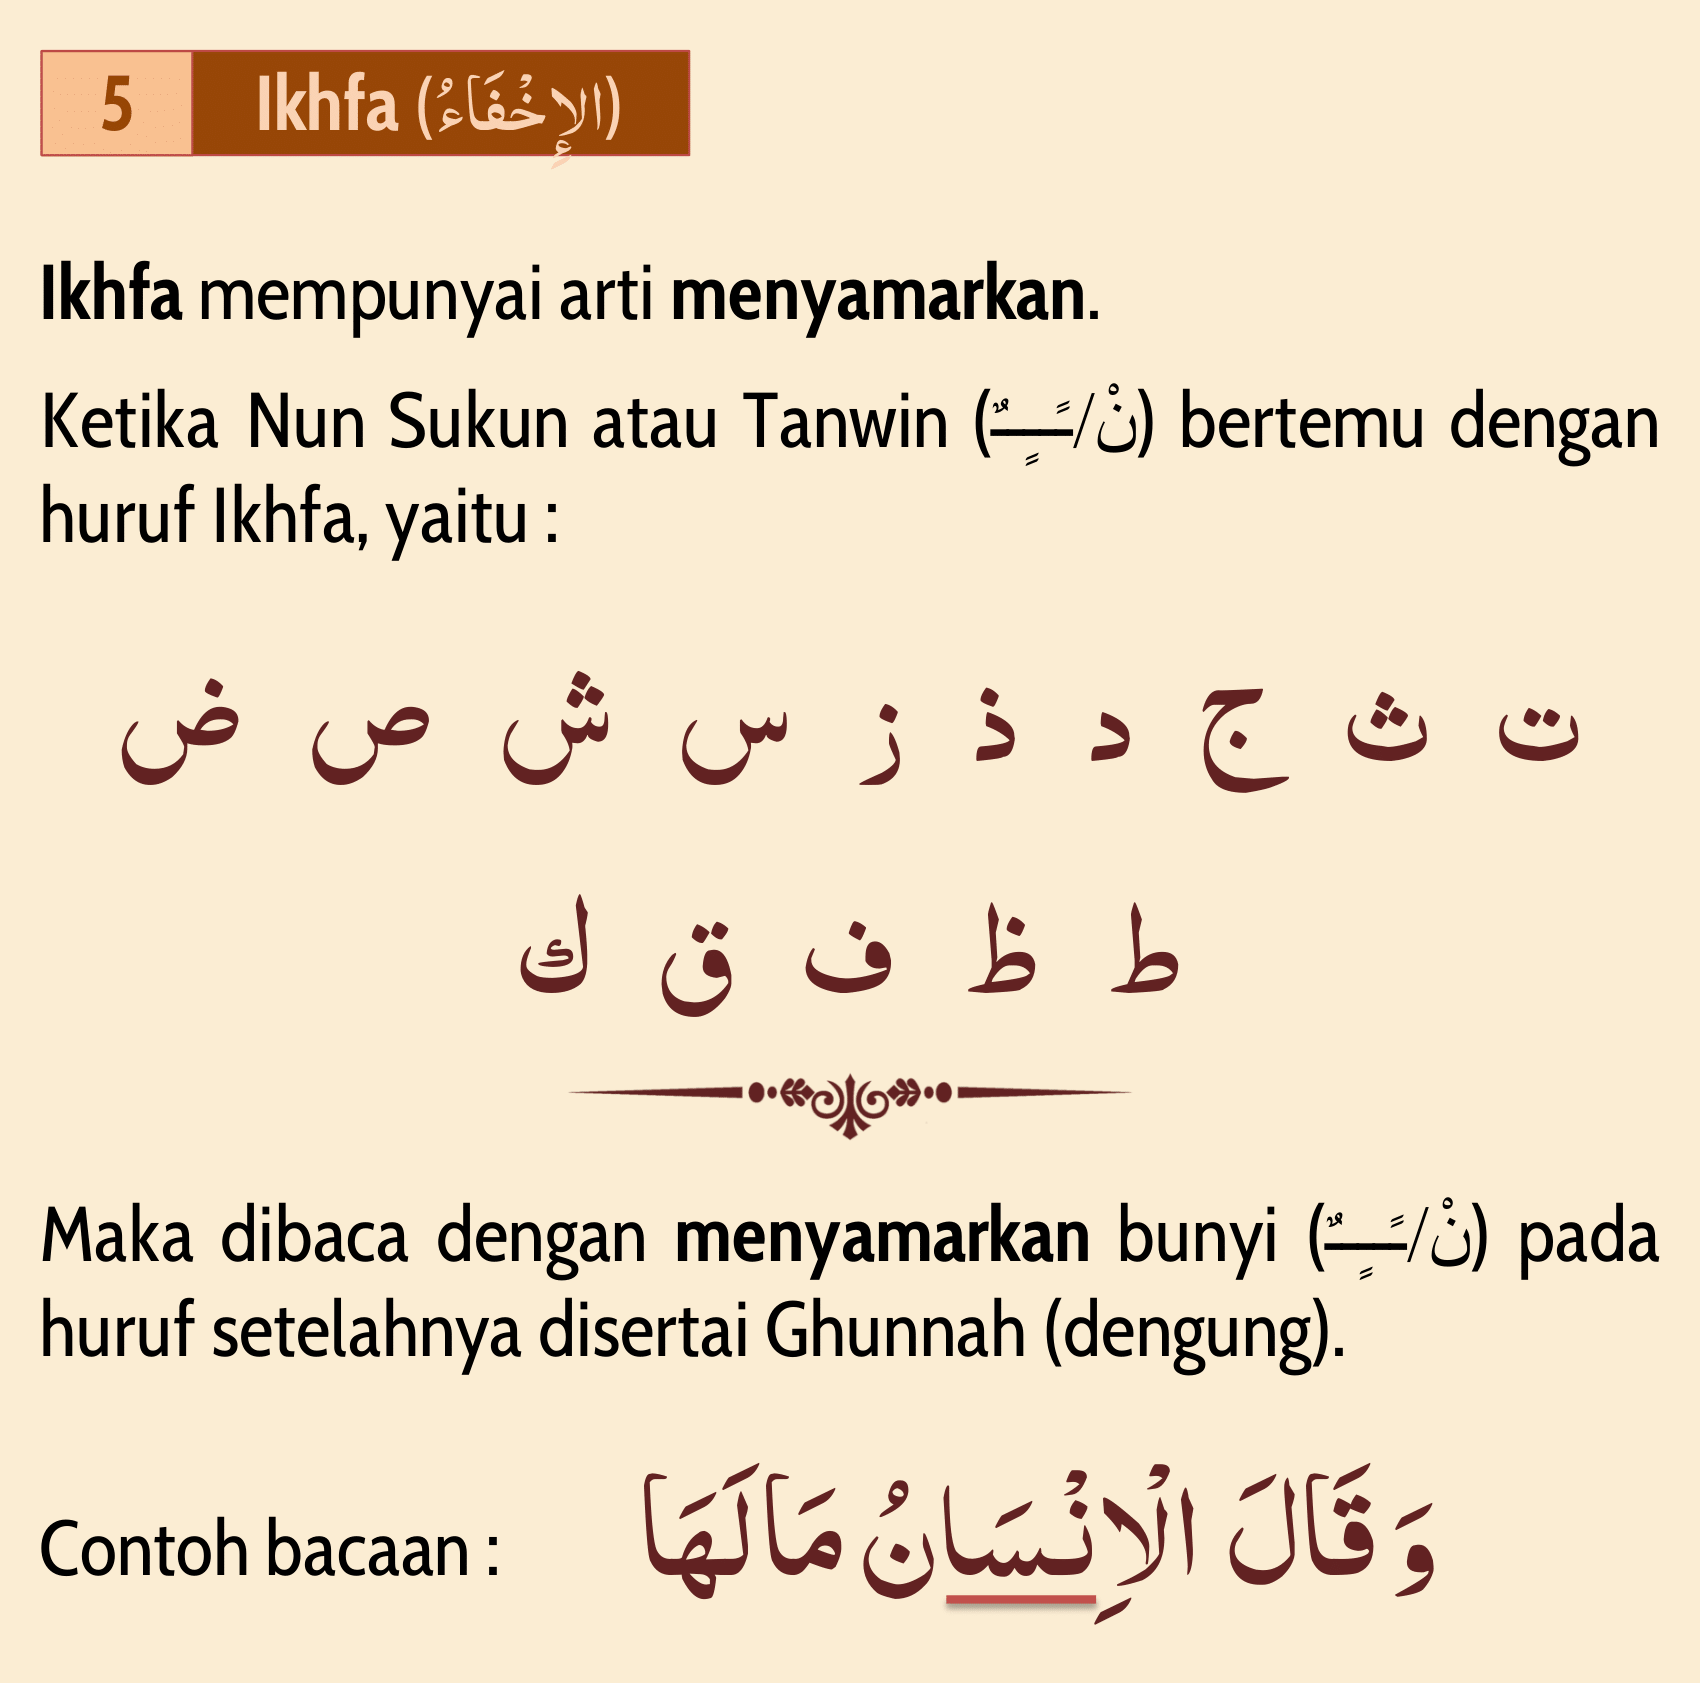 5 Ikhfa (الإِخْفَاءُ)
Ikhfa mempunyai arti menyamarkan.
Ketika Nun Sukun atau Tanwin (نْ/ـًـٍـٌ) bertemu dengan
huruf Ikhfa, yaitu :
ت ث ج د ذ ز س ش ص ض
ط ظ ف ق ك
Maka dibaca dengan menyamarkan bunyi (نْ/ـًـٍـٌ) pada
huruf setelahnya disertai Ghunnah (dengung).
Contoh bacaan : وَقَالَ الْاِنْسَانُ مَالَهَا